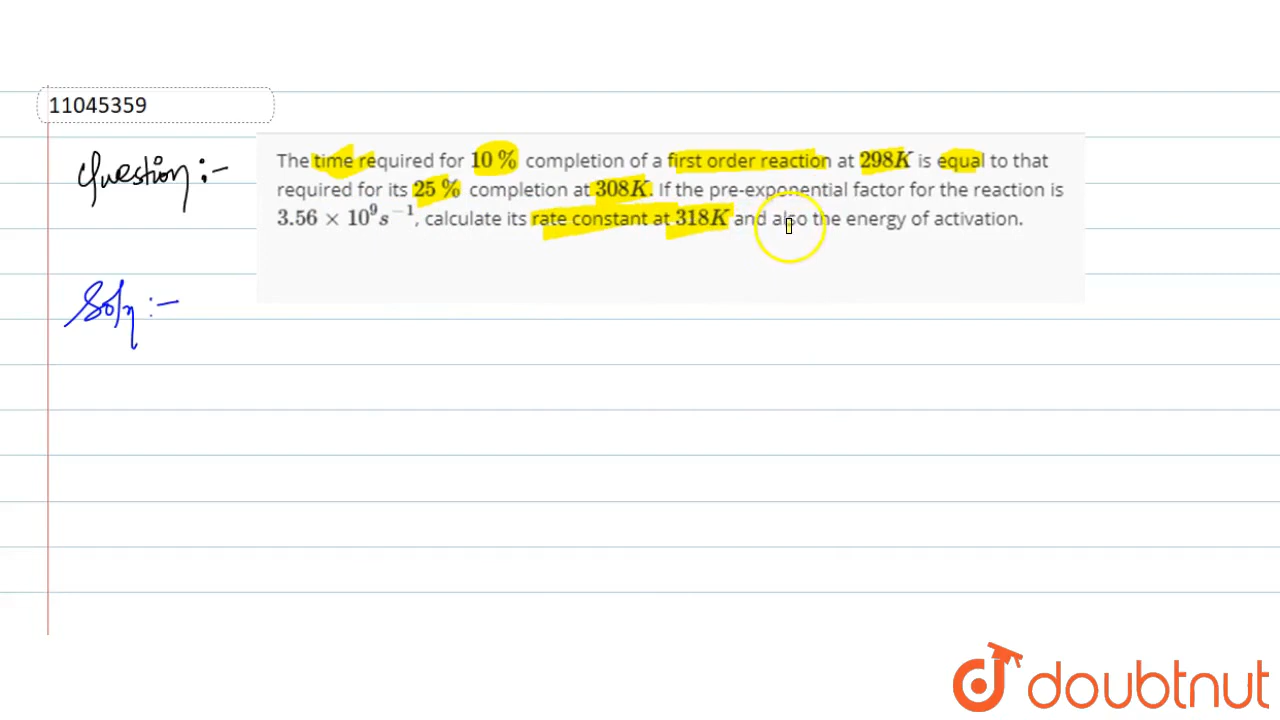 11045359
Question :-
The time required for 10 % completion of a first order reaction at 298K is equal to that
required for its 25 % completion at 308K. If the pre-exponential factor for the reaction is
3.56 × 10⁹ s⁻¹, calculate its rate constant at 318K and also the energy of activation.
Soln :-
doubtnut